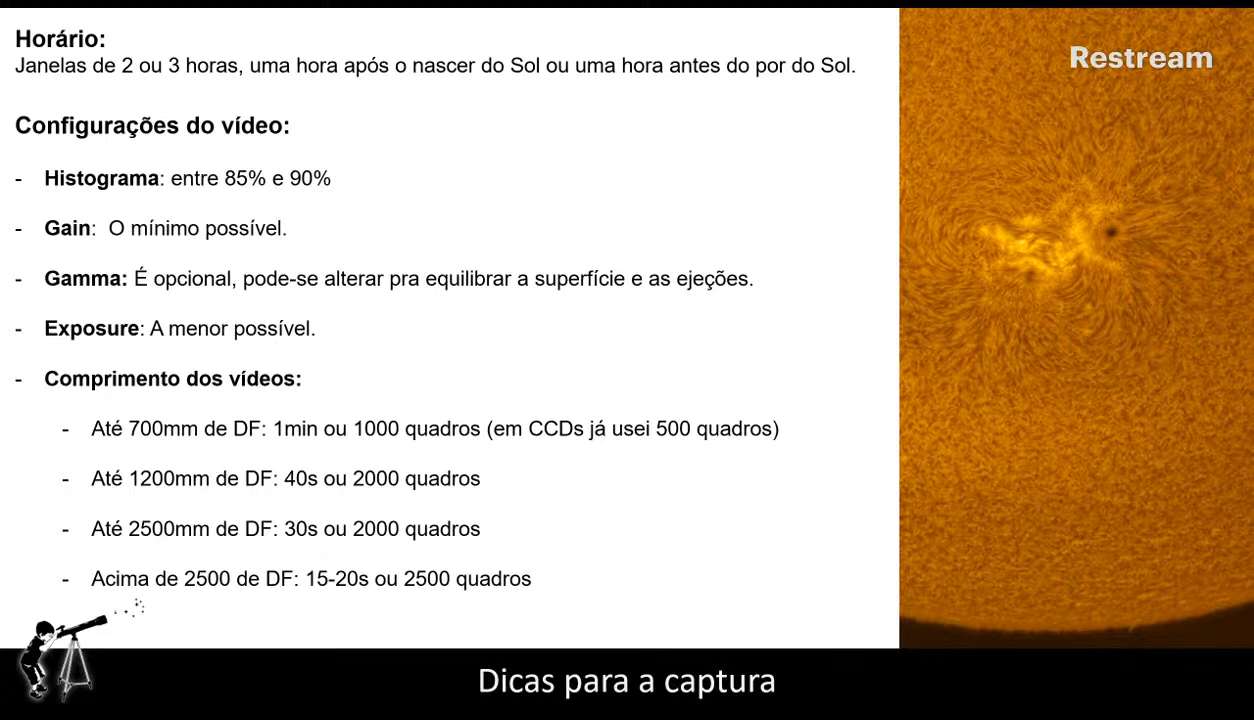 Horário:
Janelas de 2 ou 3 horas, uma hora após o nascer do Sol ou uma hora antes do por do Sol.
Restream
Configurações do vídeo:
- Histograma: entre 85% e 90%
- Gain: O mínimo possível.
- Gamma: É opcional, pode-se alterar pra equilibrar a superfície e as ejeções.
- Exposure: A menor possível.
- Comprimento dos vídeos:
- Até 700mm de DF: 1min ou 1000 quadros (em CCDs já usei 500 quadros)
- Até 1200mm de DF: 40s ou 2000 quadros
- Até 2500mm de DF: 30s ou 2000 quadros
- Acima de 2500 de DF: 15-20s ou 2500 quadros
Dicas para a captura